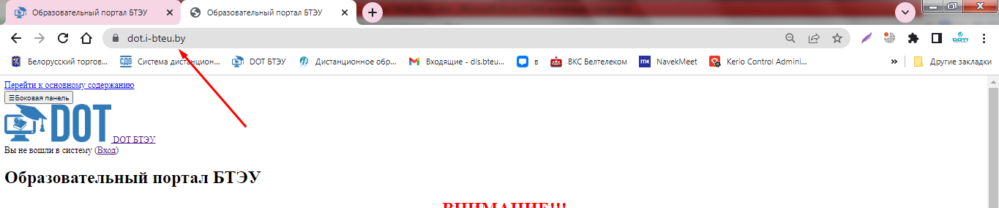 Образовательный портал БТЭУ
Образовательный портал БТЭУ
dot.i-bteu.by
Белорусский торгов...
СДО Система дистанцион...
DOT БТЭУ
Дистанционное обр...
Входящие - dis.bteu...
в
ВКС Белтелеком
NavekMeet
Kerio Control Admini...
»
Другие закладки
Перейти к основному содержанию
☰Боковая панель
DOT DOT БТЭУ
Вы не вошли в систему (Вход)
Образовательный портал БТЭУ
ВНИМАНИЕ!!!